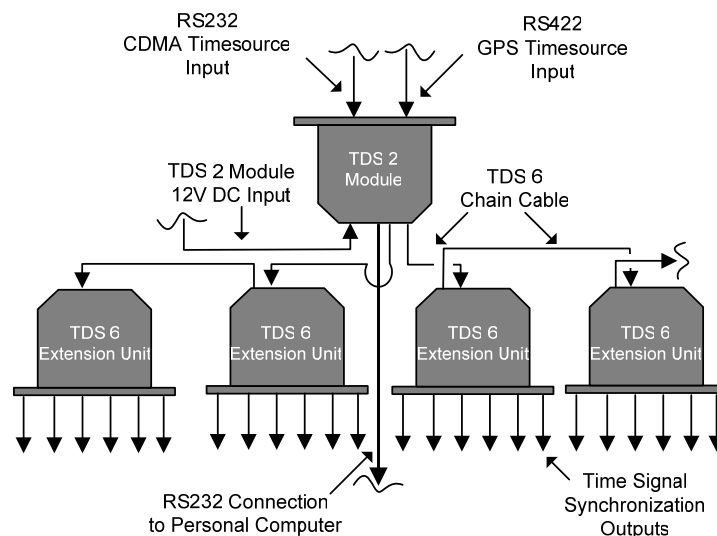 RS232
CDMA Timesource
Input
RS422
GPS Timesource
Input
TDS 2
Module
TDS 2 Module
12V DC Input
TDS 6
Chain Cable
TDS 6
Extension Unit
TDS 6
Extension Unit
TDS 6
Extension Unit
TDS 6
Extension Unit
RS232 Connection
to Personal Computer
Time Signal
Synchronization
Outputs